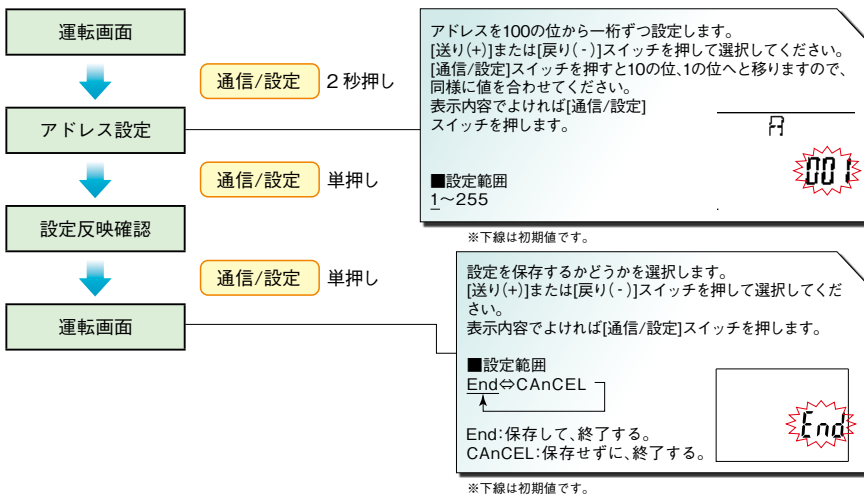 運転画面
通信/設定 2秒押し
アドレス設定
通信/設定 単押し
設定反映確認
通信/設定 単押し
運転画面
アドレスを100の位から一桁ずつ設定します。
[送り(+)]または[戻り(-)]スイッチを押して選択してください。
[通信/設定]スイッチを押すと10の位、1の位へと移りますので、
同様に値を合わせてください。
表示内容でよければ[通信/設定]
スイッチを押します。
A
001
■設定範囲
1~255
※下線は初期値です。
設定を保存するかどうかを選択します。
[送り(+)]または[戻り(-)]スイッチを押して選択してくだ
さい。
表示内容でよければ[通信/設定]スイッチを押します。
■設定範囲
End⇔CAnCEL
End
End:保存して、終了する。
CAnCEL:保存せずに、終了する。
※下線は初期値です。